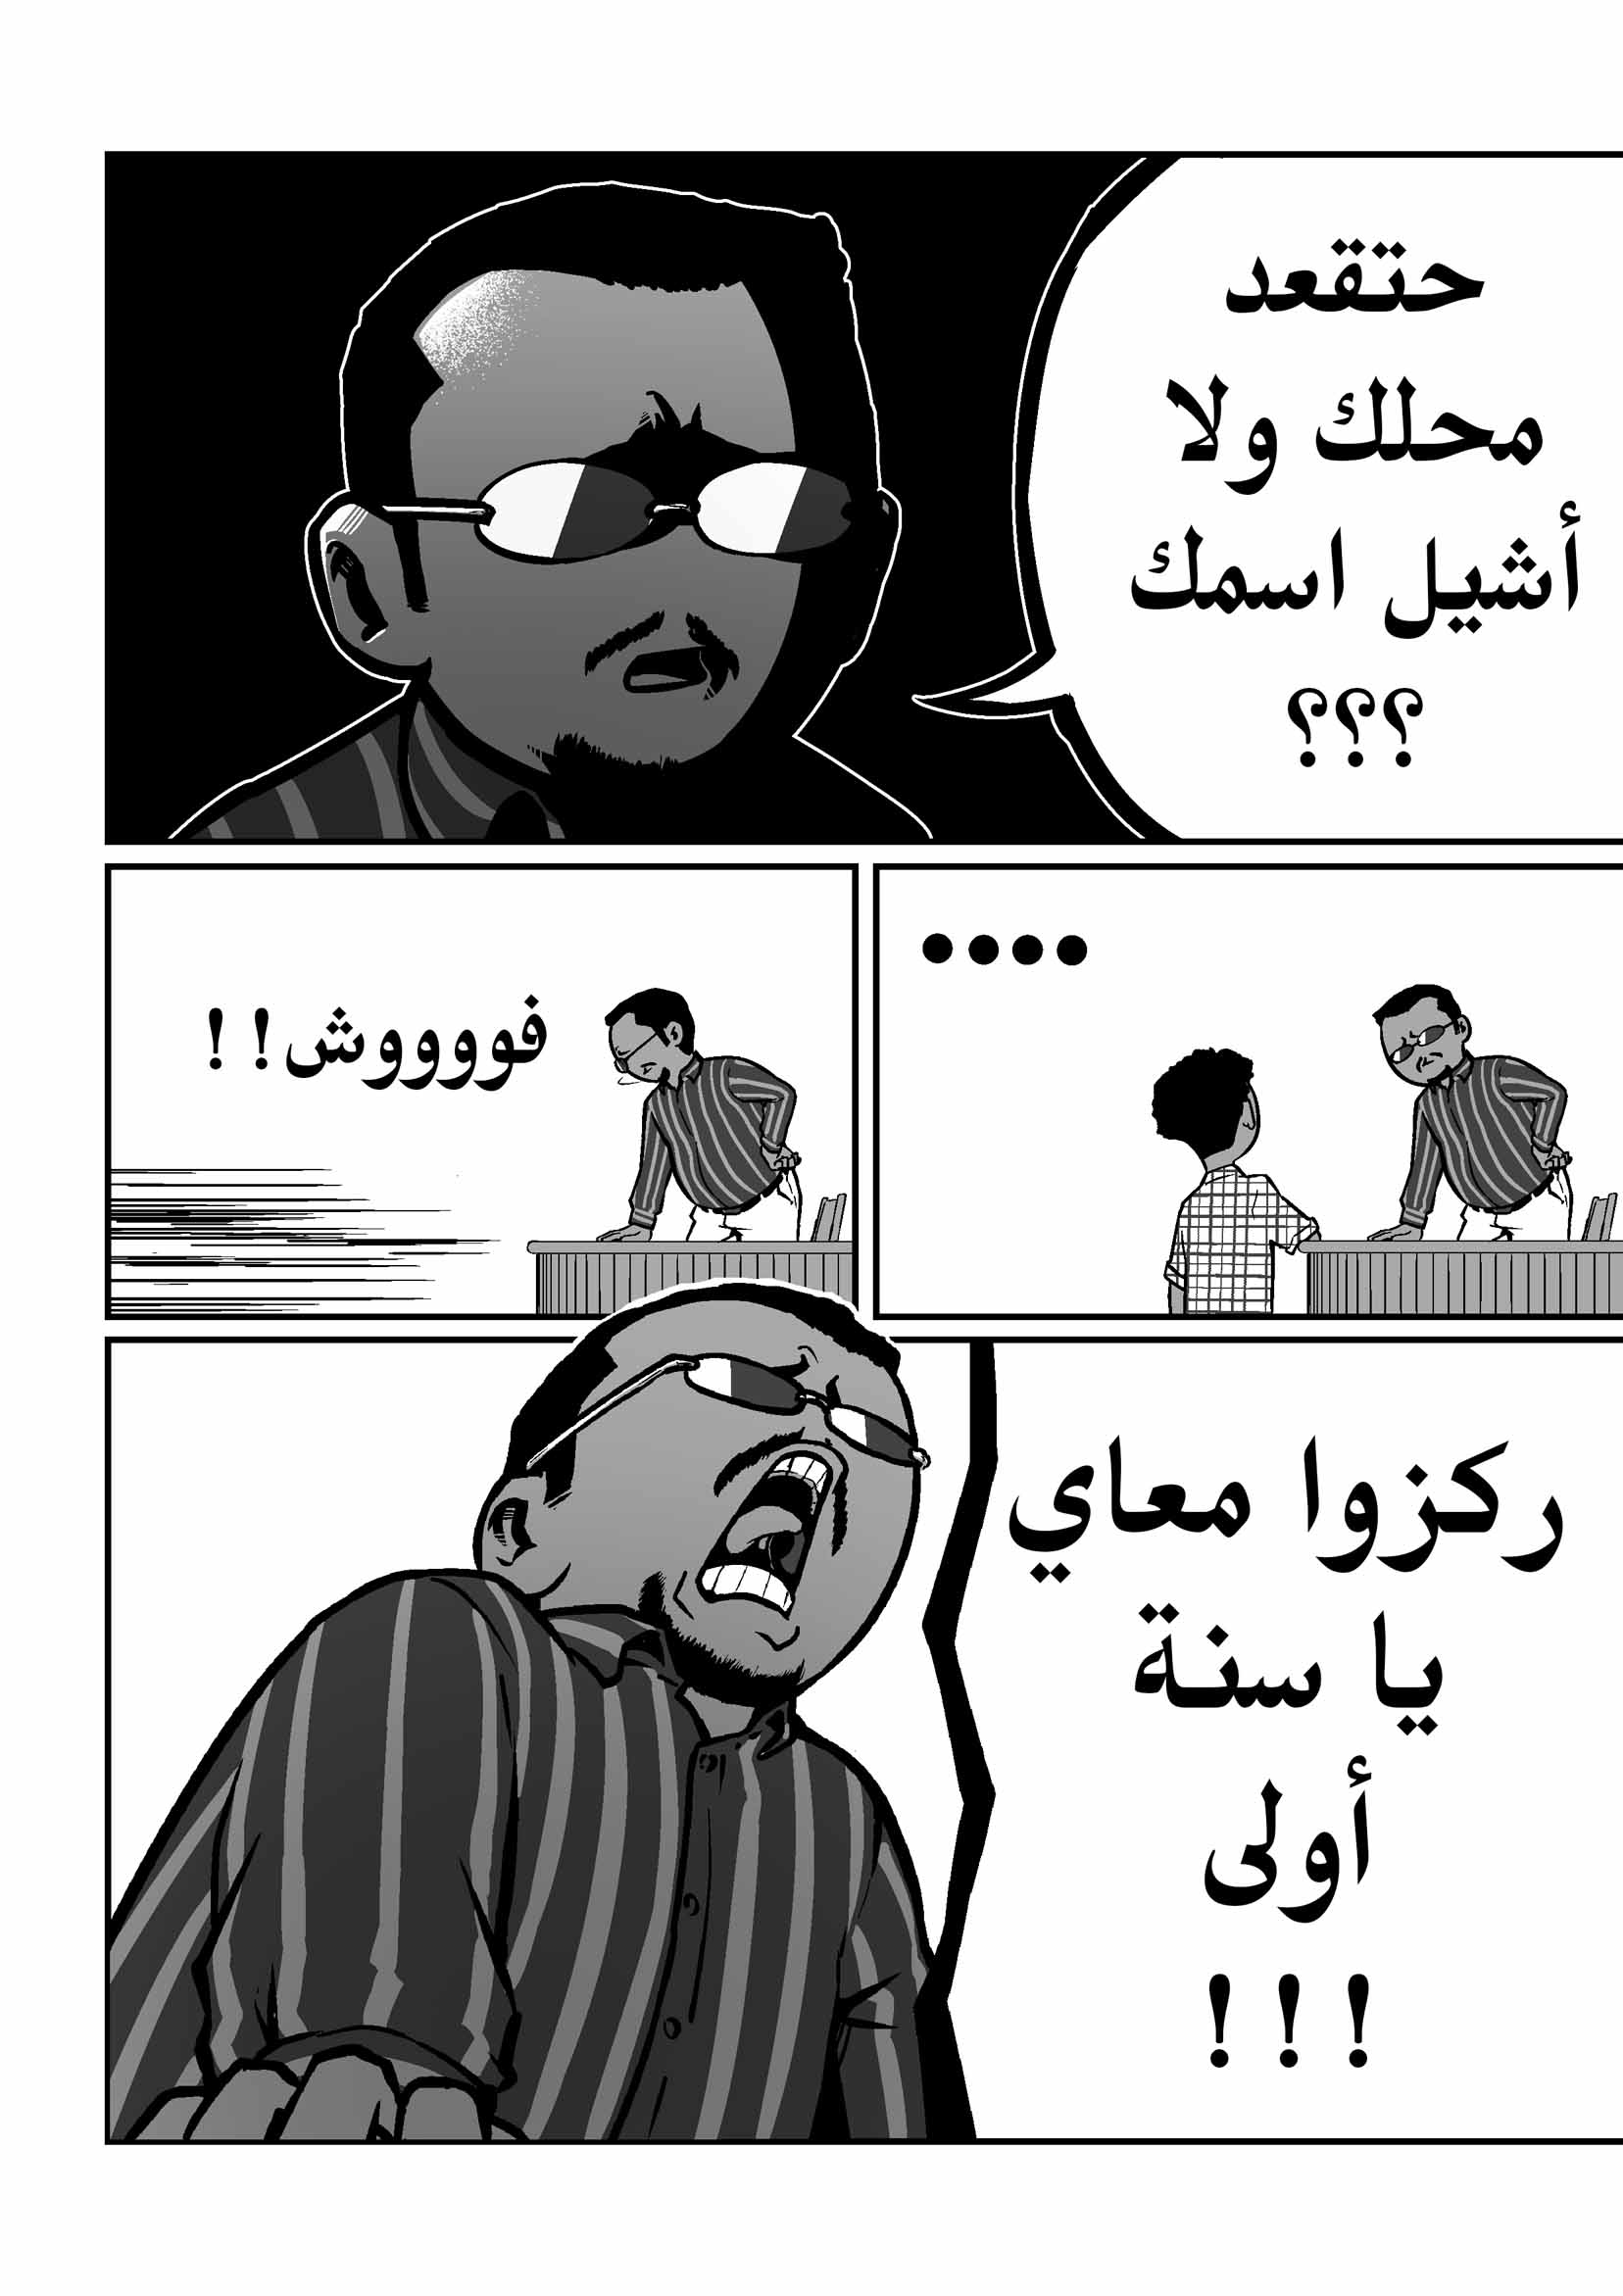 حتقعد
محلك ولا
أشيل اسمك
؟؟؟
....
فووووش!!
ركزوا معاي
يا سنة
أولى
!!!